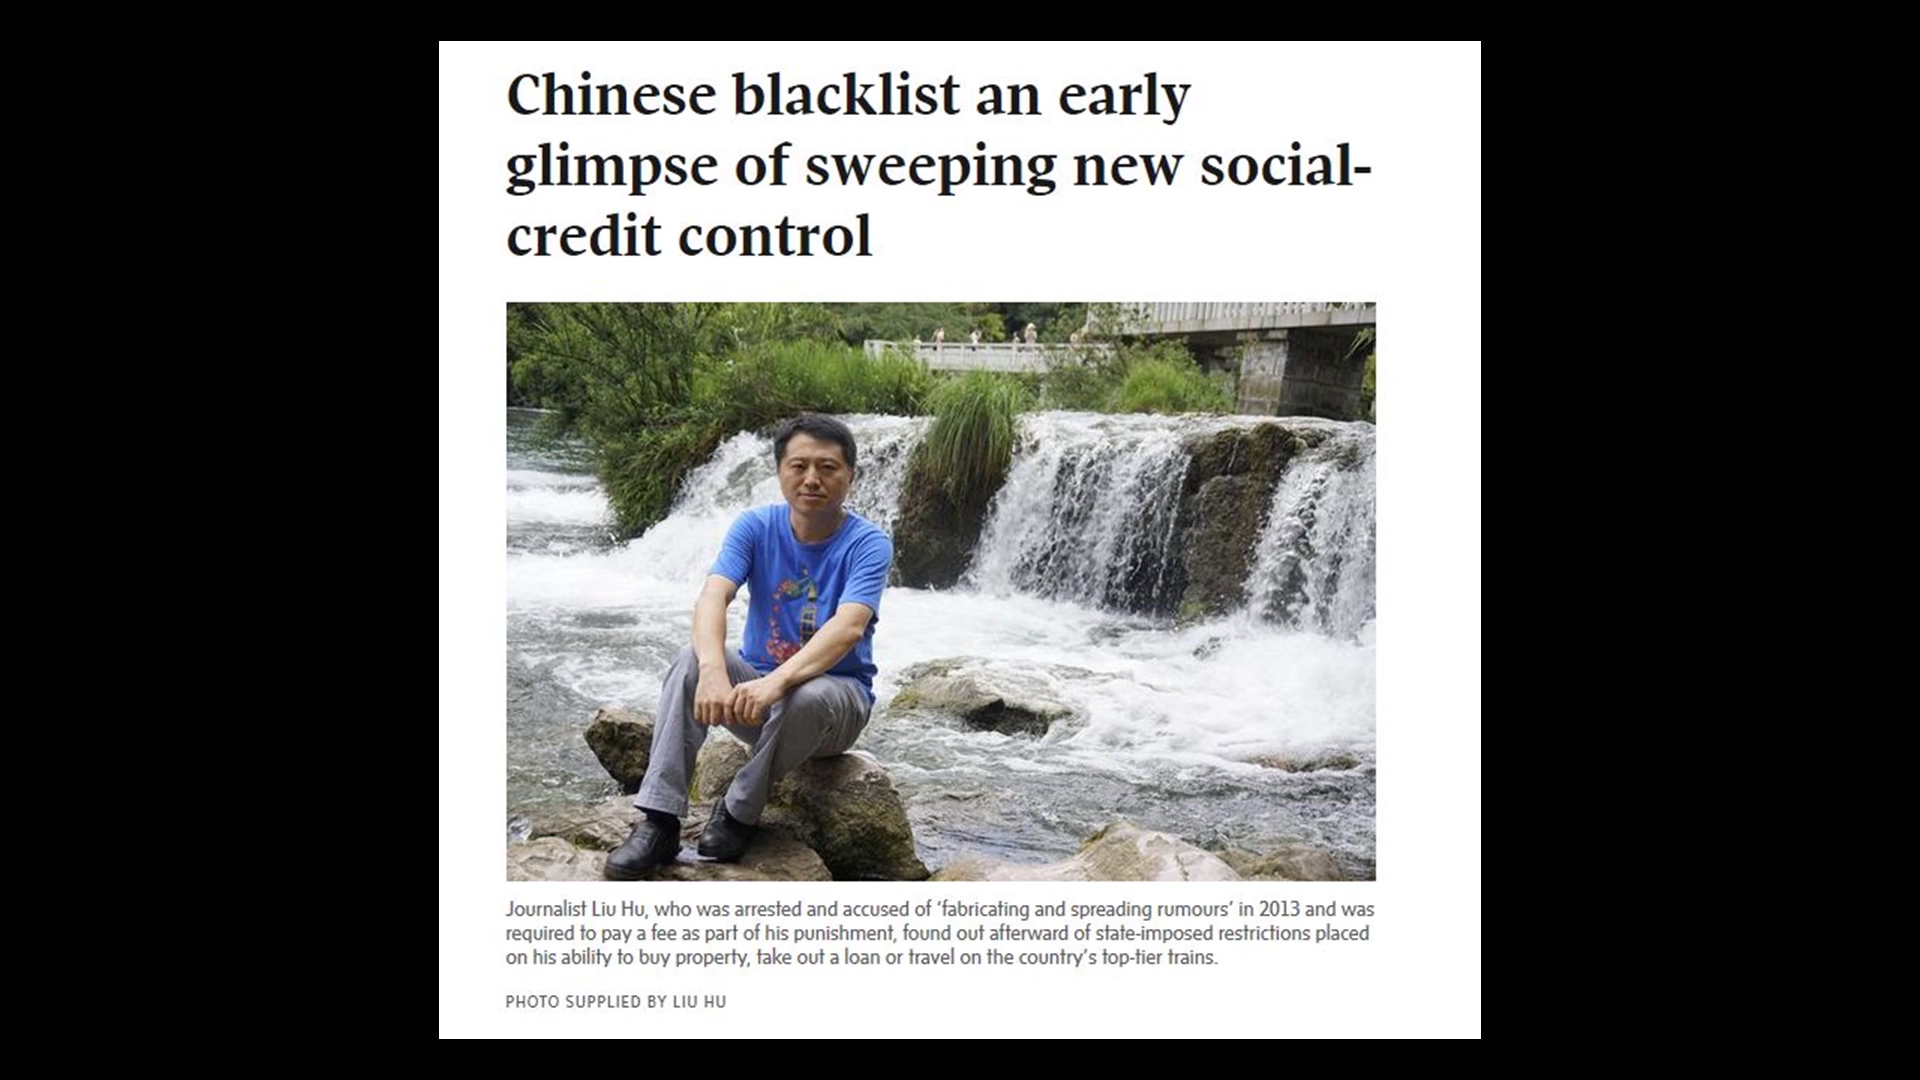 Chinese blacklist an early
glimpse of sweeping new social-
credit control
Journalist Liu Hu, who was arrested and accused of ‘fabricating and spreading rumours’ in 2013 and was
required to pay a fee as part of his punishment, found out afterward of state-imposed restrictions placed
on his ability to buy property, take out a loan or travel on the country’s top-tier trains.
PHOTO SUPPLIED BY LIU HU